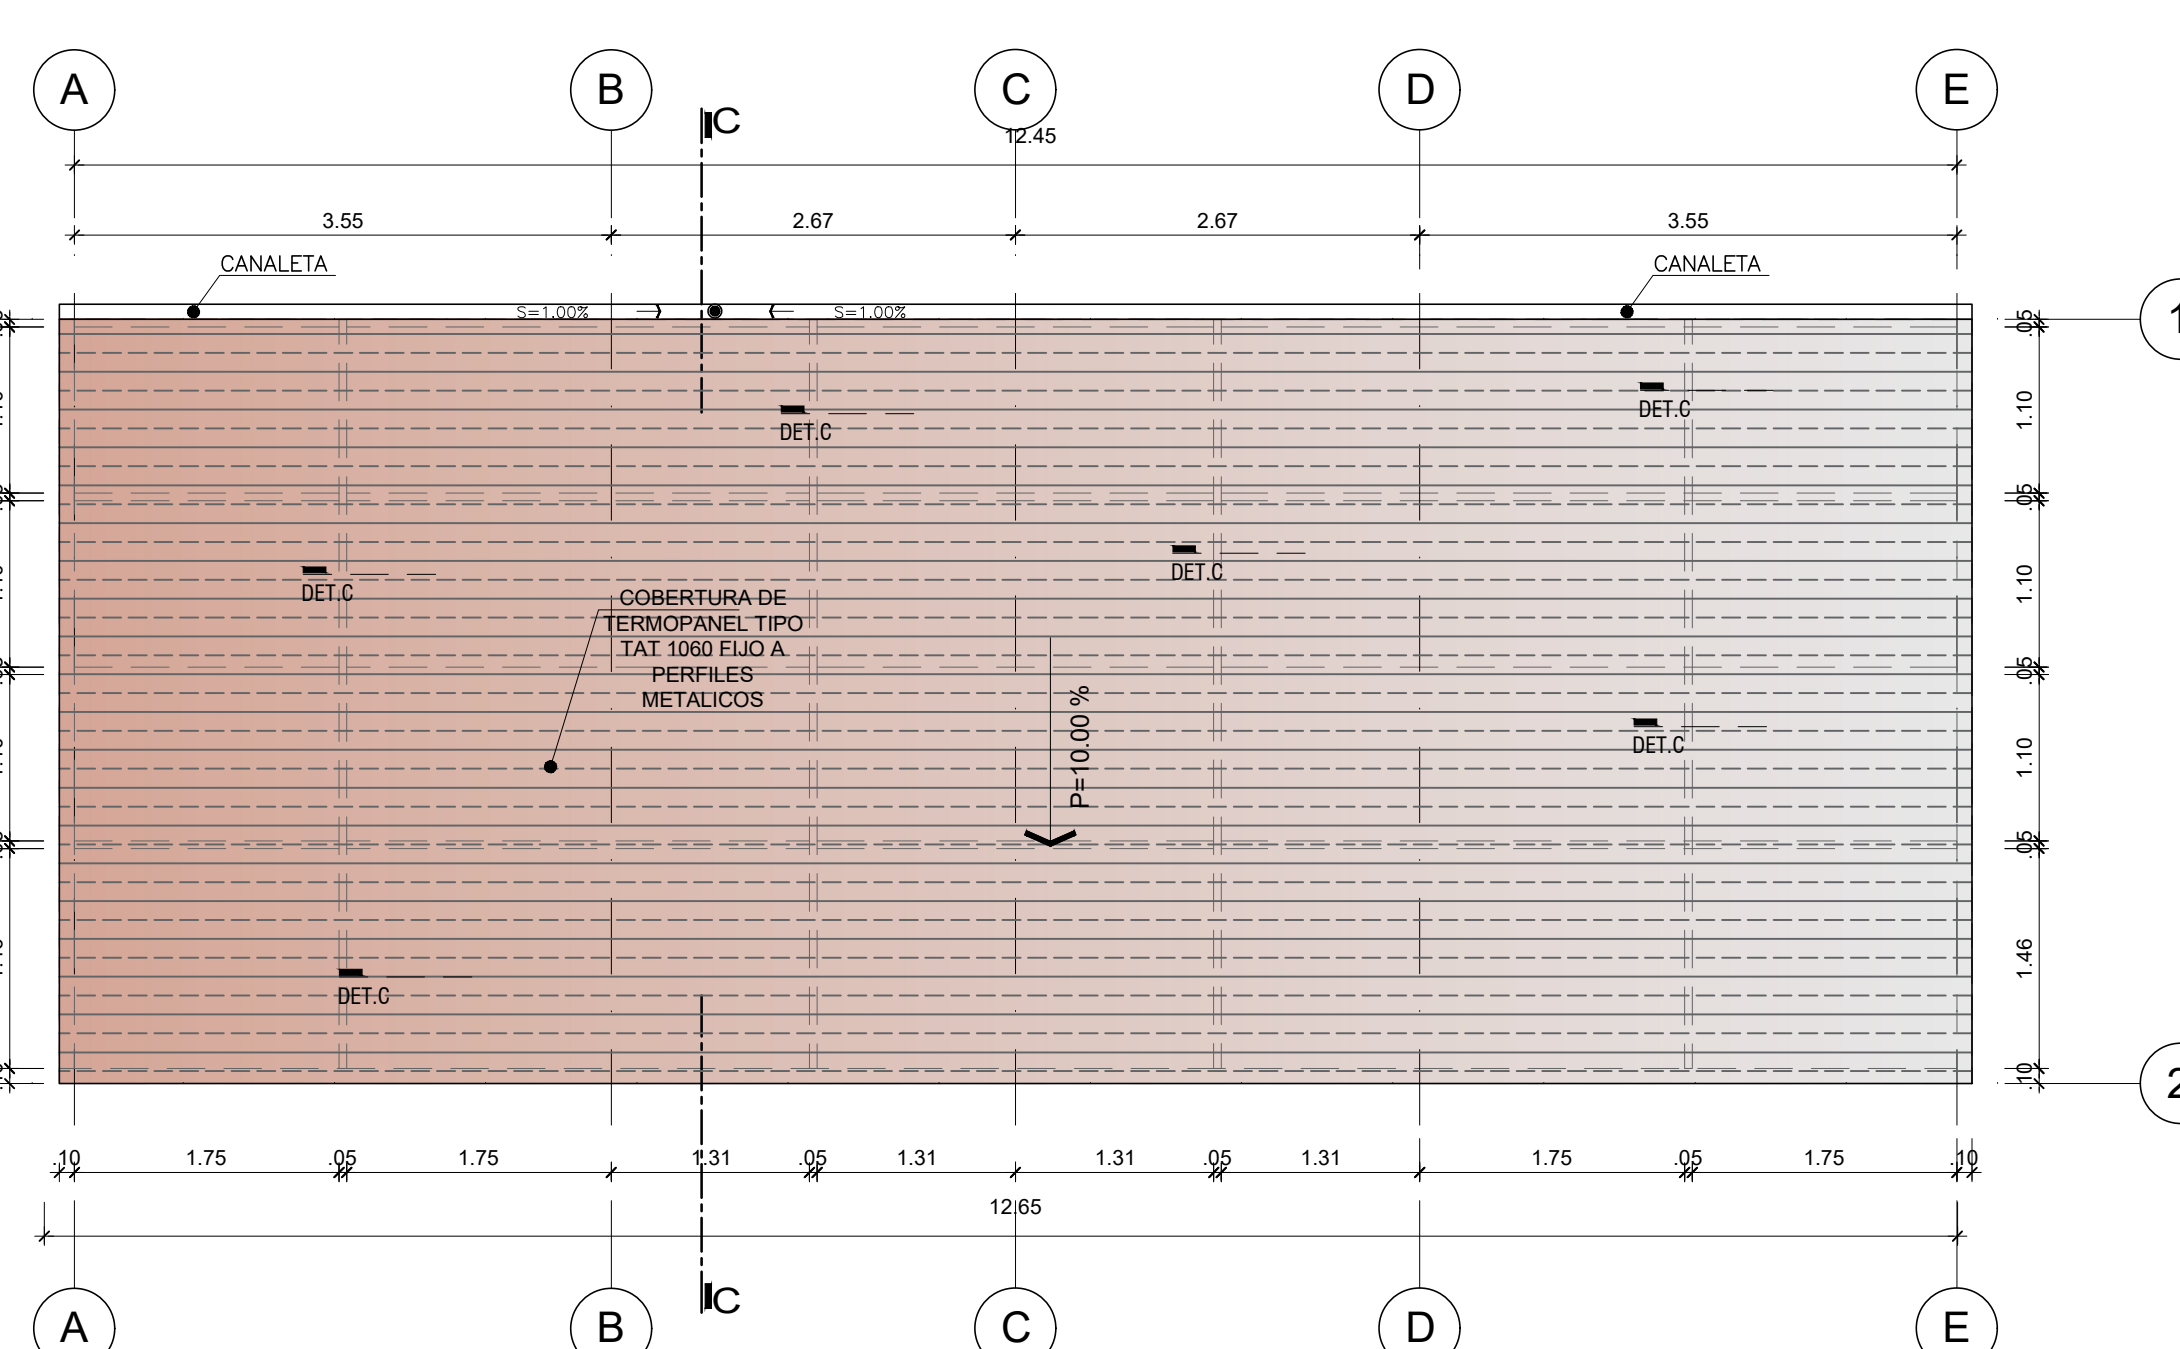 A B C D E
C
12.45
3.55 2.67 2.67 3.55
CANALETA CANALETA
S=1.00% S=1.00%
1
.05
DET.C
1.10
DET.C
.05
DET.C
1.10
DET.C
COBERTURA DE
TERMOPANEL TIPO
TAT 1060 FIJO A
PERFILES
METALICOS
.05
P=10.00 %
DET.C
1.10
.05
1.46
DET.C
.10
2
.10 1.75 .05 1.75 1.31 .05 1.31 1.31 .05 1.31 1.75 .05 1.75 .10
12.65
C
A B C D E